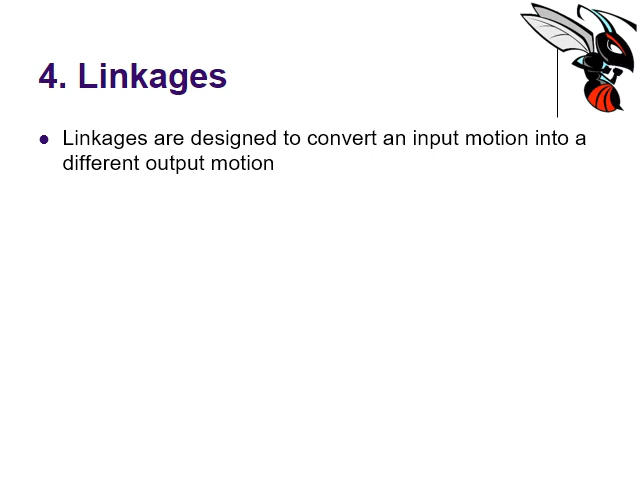 4. Linkages
● Linkages are designed to convert an input motion into a
different output motion